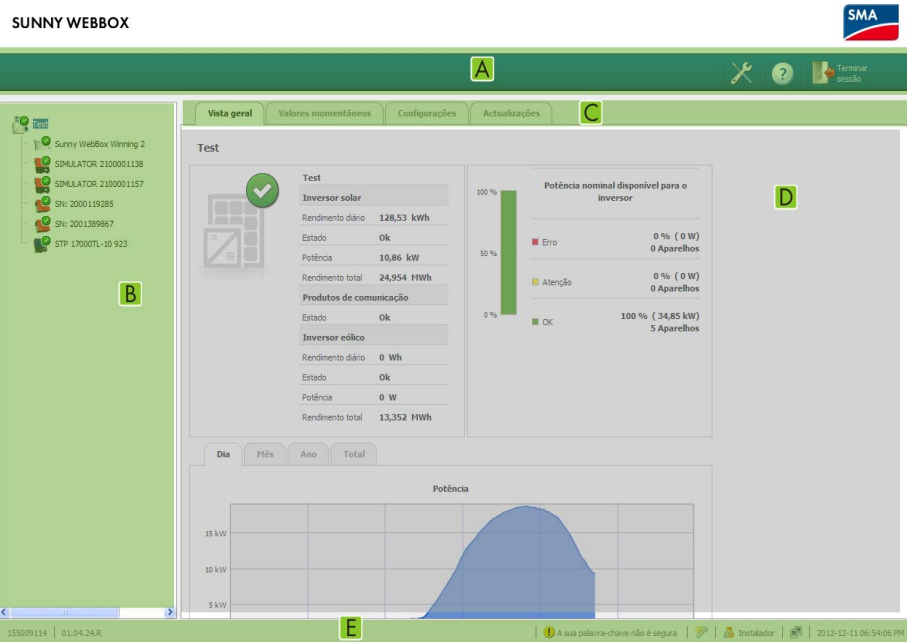 SUNNY WEBBOX
SMA
A
Terminar
sessão
Vista geral
Valores momentâneos
Configurações
Actualizações
C
Test
Sunny WebBox Winning 2
SIMULATOR 2100001138
SIMULATOR 2100001157
SN: 2000119285
SN: 2001389867
STP 17000TL-10 923
B
Test
Test
Inversor solar
Rendimento diário 128,53 kWh
Estado Ok
Potência 10,86 kW
Rendimento total 24,954 MWh
Produtos de comunicação
Estado Ok
Inversor eólico
Rendimento diário 0 Wh
Estado Ok
Potência 0 W
Rendimento total 13,352 MWh
100 %
50 %
0 %
Potência nominal disponível para o
inversor
Erro 0 % ( 0 W)
0 Aparelhos
Atenção 0 % ( 0 W)
0 Aparelhos
OK 100 % ( 34,85 kW)
5 Aparelhos
D
Dia
Mês
Ano
Total
Potência
15 kW
10 kW
5 kW
155009114 | 01.04.24.R
E
A sua palavra-chave não é segura
Instalador
2012-12-11 06:54:06 PM